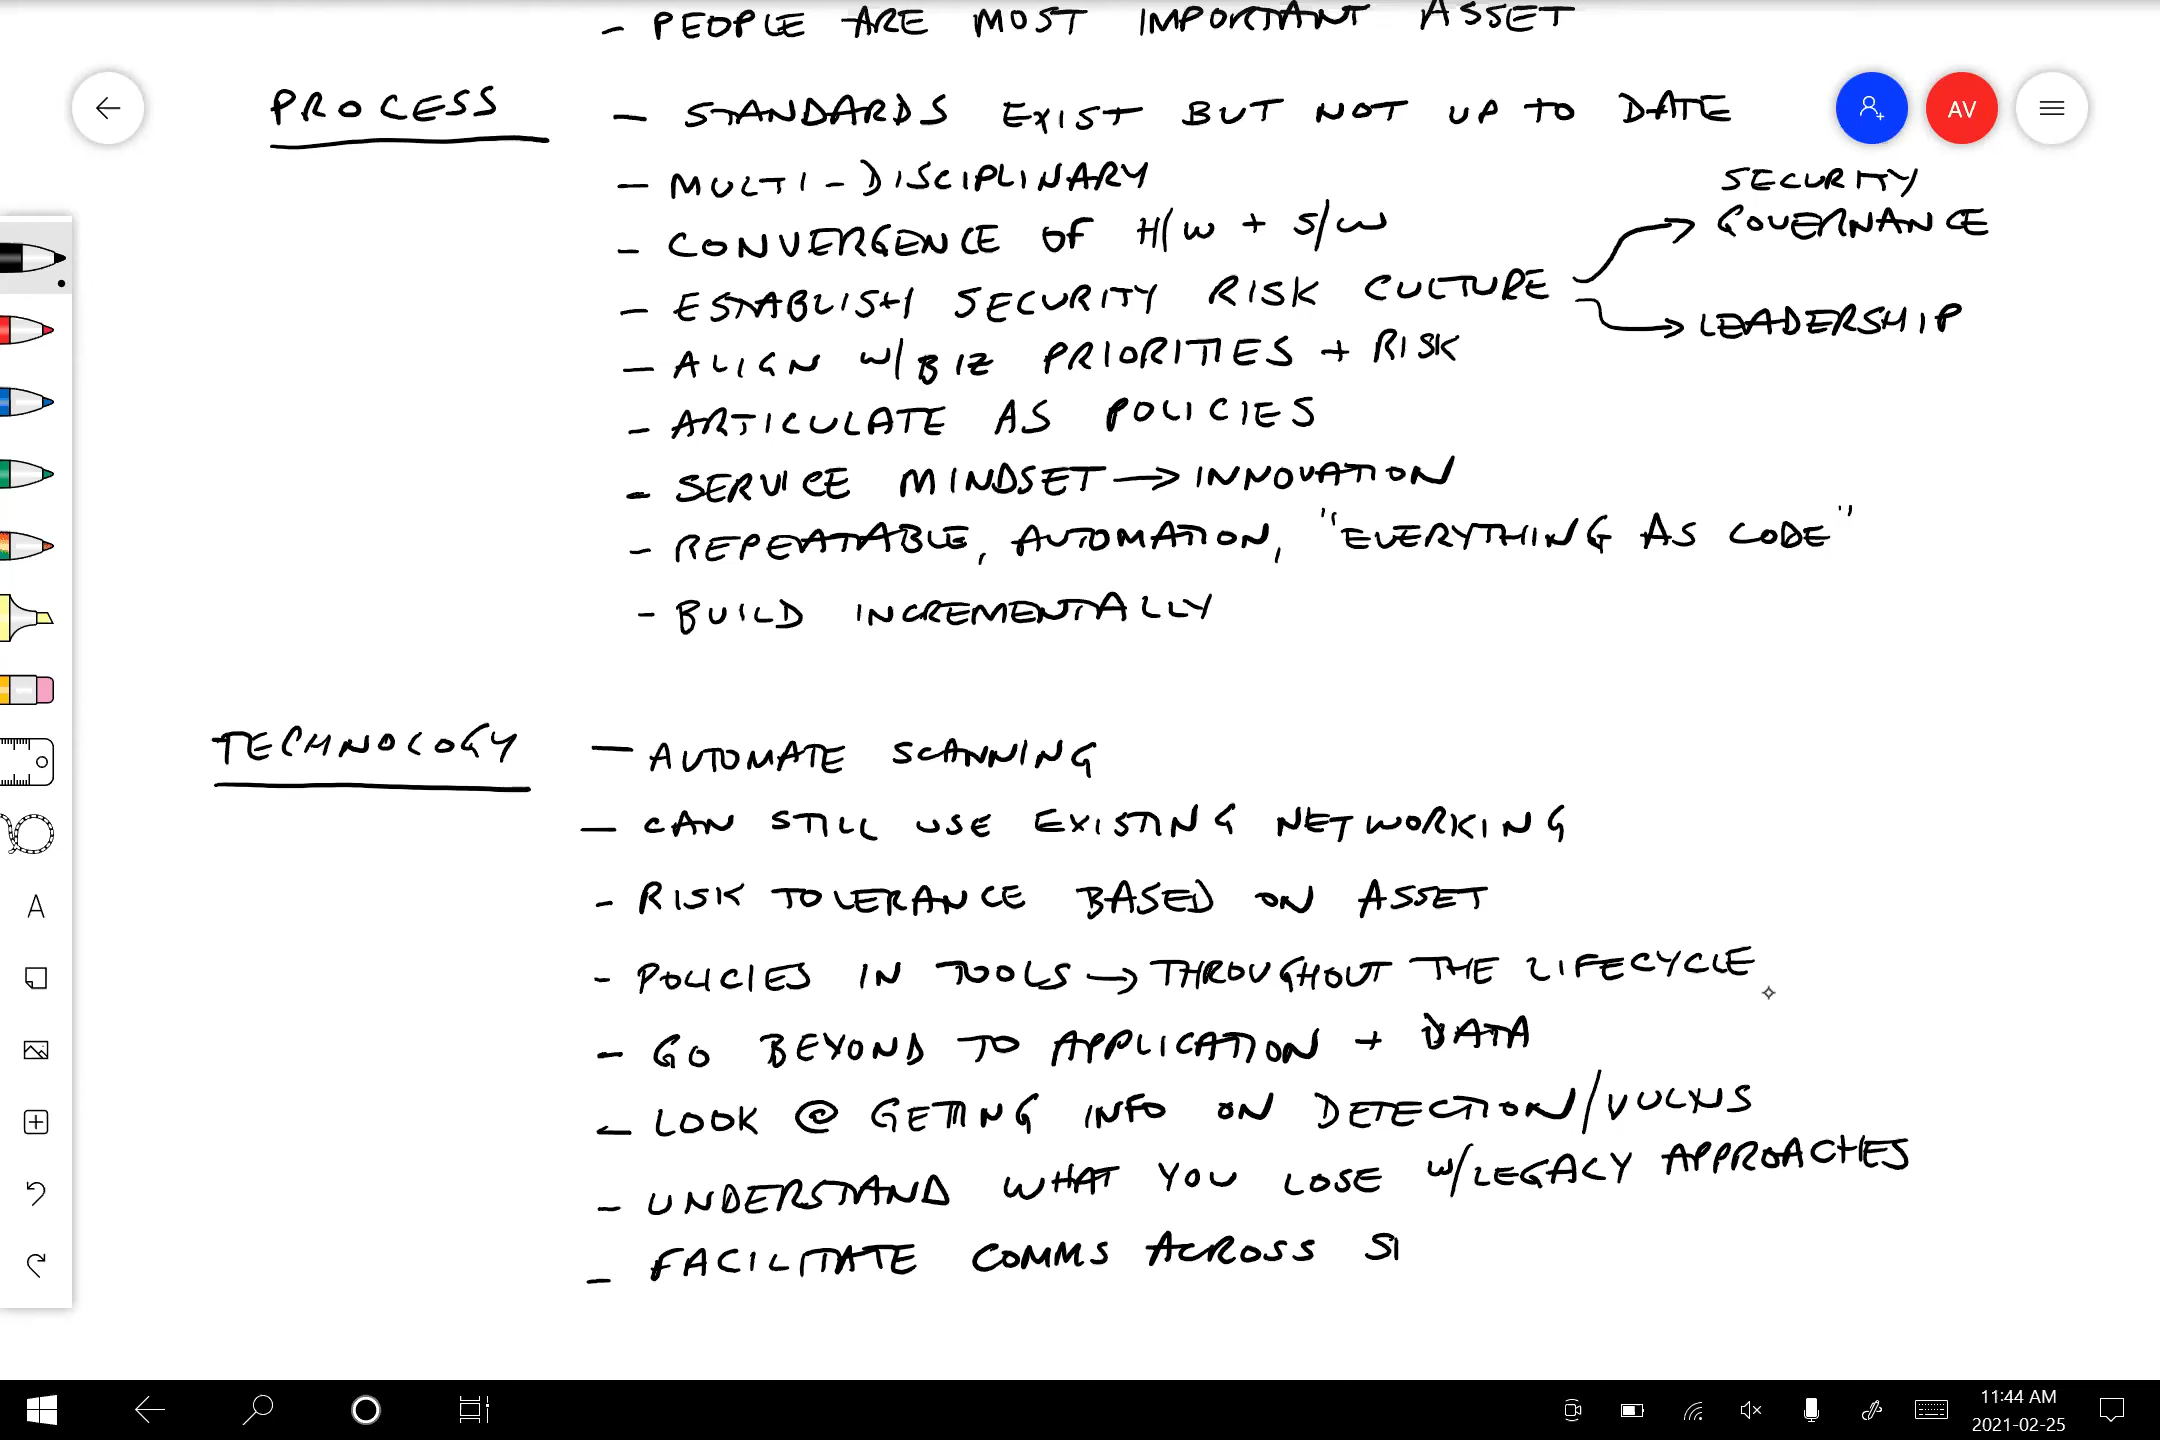 - PEOPLE ARE MOST IMPORTANT ASSET
PROCESS
- STANDARDS EXIST BUT NOT UP TO DATE
AV
- MULTI-DISCIPLINARY
- CONVERGENCE OF H/W + S/W
- ESTABLISH SECURITY RISK CULTURE
SECURITY
GOVERNANCE
LEADERSHIP
- ALIGN W/BIZ PRIORITIES + RISK
- ARTICULATE AS POLICIES
- SERVICE MINDSET → INNOVATION
- REPEATABLE, AUTOMATION, "EVERYTHING AS CODE"
- BUILD INCREMENTALLY
TECHNOLOGY
- AUTOMATE SCANNING
- CAN STILL USE EXISTING NETWORKING
- RISK TOLERANCE BASED ON ASSET
- POLICIES IN TOOLS → THROUGHOUT THE LIFECYCLE
- GO BEYOND TO APPLICATION + DATA
- LOOK @ GETTING INFO ON DETECTION/VULNS
- UNDERSTAND WHAT YOU LOSE W/LEGACY APPROACHES
- FACILITATE COMMS ACROSS SI
A
11:44 AM
2021-02-25